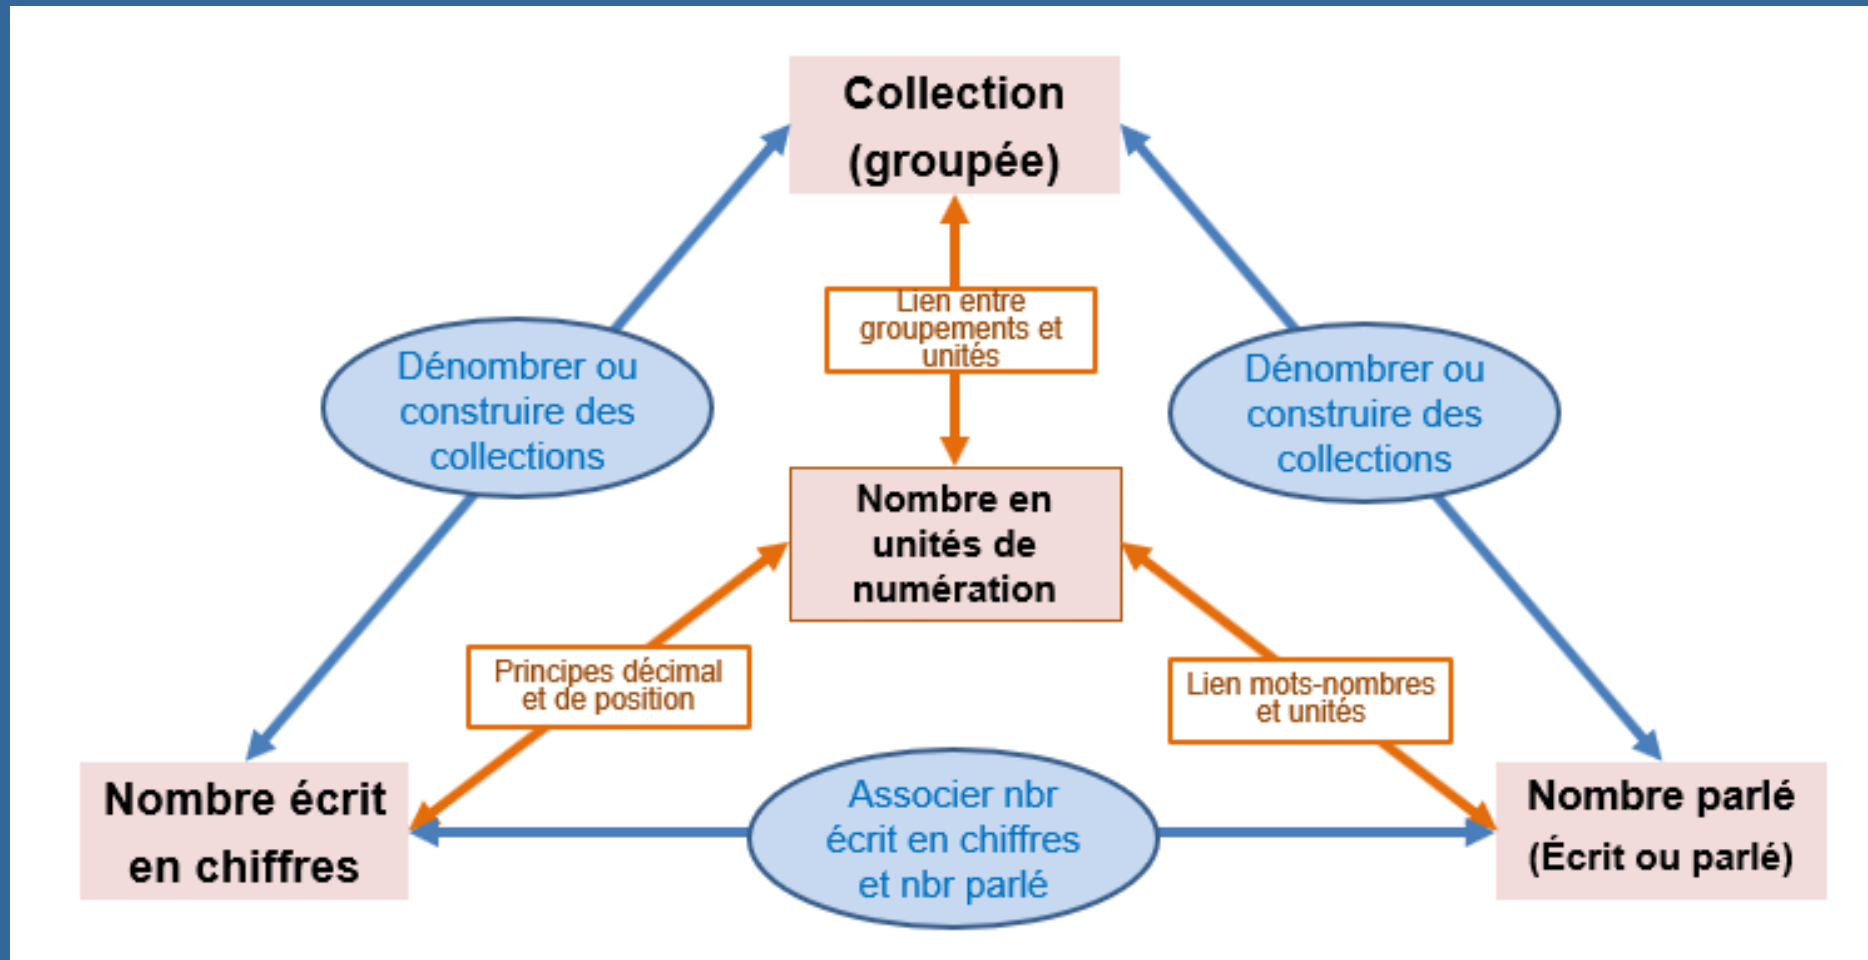 Collection
(groupée)
Lien entre
groupements et
unités
Dénombrer ou
construire des
collections
Dénombrer ou
construire des
collections
Nombre en
unités de
numération
Principes décimal
et de position
Lien mots-nombres
et unités
Nombre écrit
en chiffres
Associer nbr
écrit en chiffres
et nbr parlé
Nombre parlé
(Écrit ou parlé)